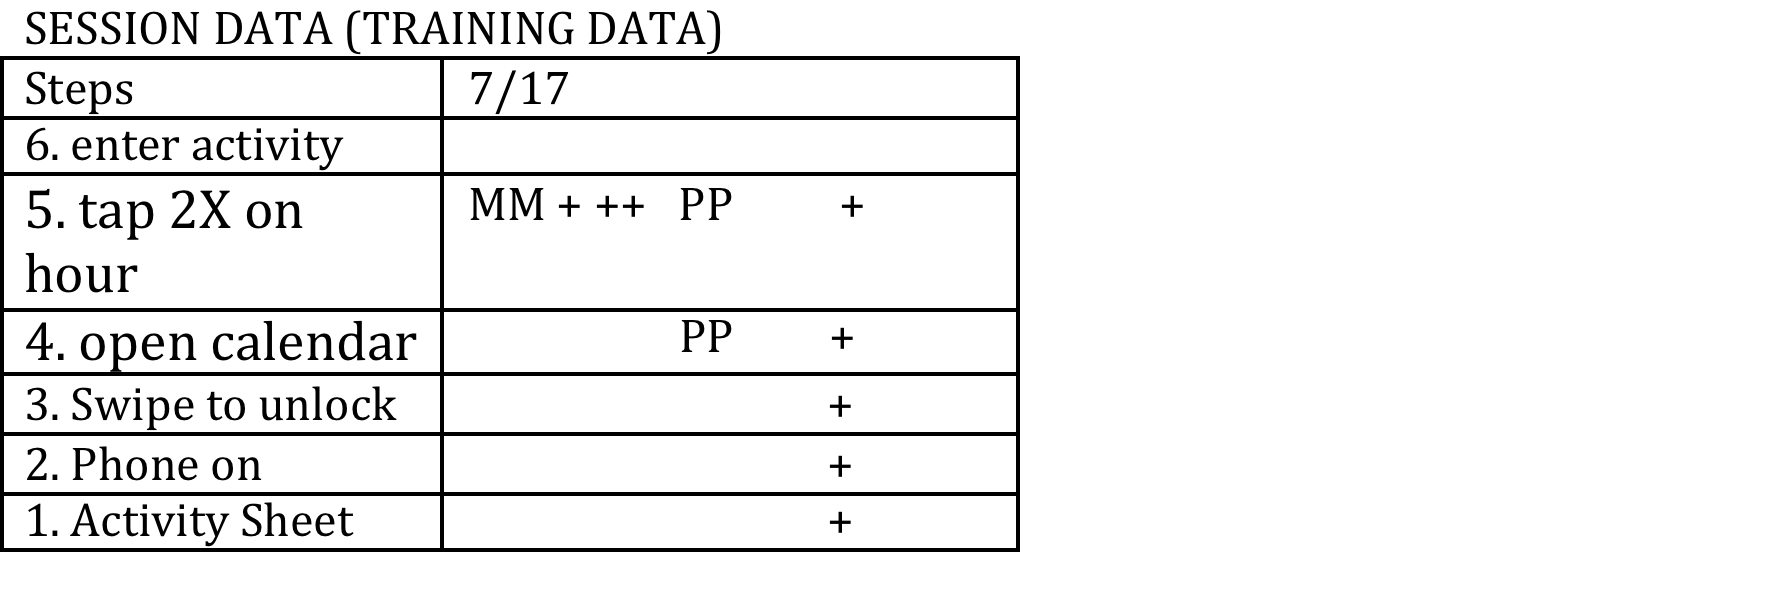 SESSION DATA (TRAINING DATA)
Steps 7/17
6. enter activity
5. tap 2X on MM + ++ PP +
hour
4. open calendar PP +
3. Swipe to unlock +
2. Phone on +
1. Activity Sheet +